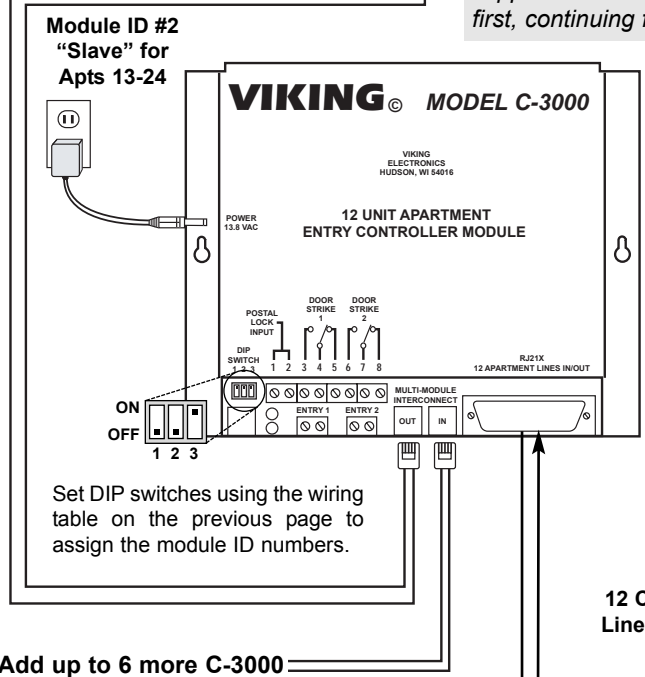 first, continuing f
Module ID #2
“Slave” for
Apts 13-24
VIKING© MODEL C-3000
VIKING
ELECTRONICS
HUDSON, WI 54016
POWER
13.8 VAC
12 UNIT APARTMENT
ENTRY CONTROLLER MODULE
POSTAL
LOCK
INPUT
DOOR
STRIKE
1
DOOR
STRIKE
2
DIP
SWITCH
1 2 3
1 2 3 4 5 6 7 8
RJ21X
12 APARTMENT LINES IN/OUT
MULTI-MODULE
INTERCONNECT
ENTRY 1 ENTRY 2
OUT IN
ON
OFF
1 2 3
Set DIP switches using the wiring
table on the previous page to
assign the module ID numbers.
12 C
Line
Add up to 6 more C-3000